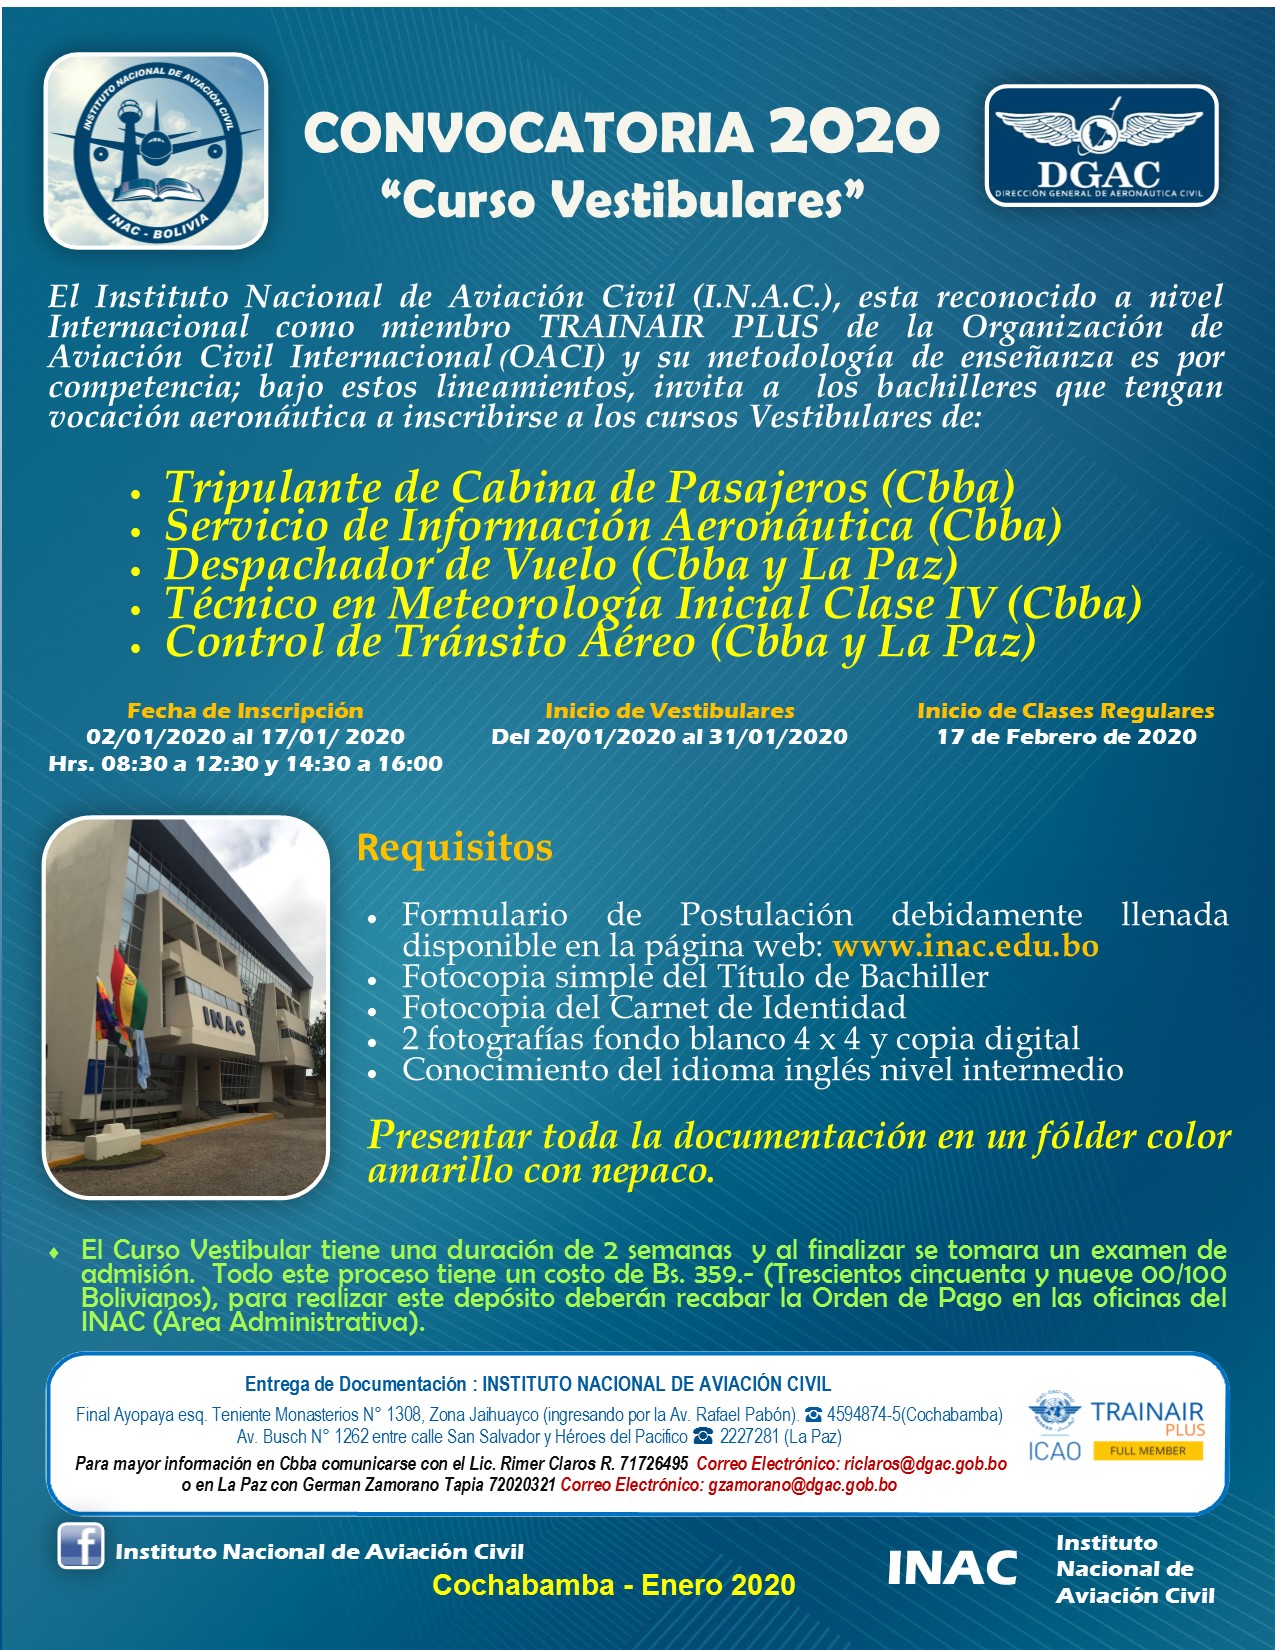 INSTITUTO NACIONAL DE AVIACIÓN CIVIL
INAC - BOLIVIA
CONVOCATORIA 2020
“Curso Vestibulares”
DGAC
DIRECCIÓN GENERAL DE AERONÁUTICA CIVIL
El Instituto Nacional de Aviación Civil (I.N.A.C.), esta reconocido a nivel
Internacional como miembro TRAINAIR PLUS de la Organización de
Aviación Civil Internacional (OACI) y su metodología de enseñanza es por
competencia; bajo estos lineamientos, invita a los bachilleres que tengan
vocación aeronáutica a inscribirse a los cursos Vestibulares de:
• Tripulante de Cabina de Pasajeros (Cbba)
• Servicio de Información Aeronáutica (Cbba)
• Despachador de Vuelo (Cbba y La Paz)
• Técnico en Meteorología Inicial Clase IV (Cbba)
• Control de Tránsito Aéreo (Cbba y La Paz)
Fecha de Inscripción
02/01/2020 al 17/01/ 2020
Hrs. 08:30 a 12:30 y 14:30 a 16:00
Inicio de Vestibulares
Del 20/01/2020 al 31/01/2020
Inicio de Clases Regulares
17 de Febrero de 2020
INAC
Requisitos
• Formulario de Postulación debidamente llenada
disponible en la página web: www.inac.edu.bo
• Fotocopia simple del Título de Bachiller
• Fotocopia del Carnet de Identidad
• 2 fotografías fondo blanco 4 x 4 y copia digital
• Conocimiento del idioma inglés nivel intermedio
Presentar toda la documentación en un fólder color
amarillo con nepaco.
♦ El Curso Vestibular tiene una duración de 2 semanas y al finalizar se tomara un examen de
admisión. Todo este proceso tiene un costo de Bs. 359.- (Trescientos cincuenta y nueve 00/100
Bolivianos), para realizar este depósito deberán recabar la Orden de Pago en las oficinas del
INAC (Área Administrativa).
Entrega de Documentación : INSTITUTO NACIONAL DE AVIACIÓN CIVIL
Final Ayopaya esq. Teniente Monasterios N° 1308, Zona Jaihuayco (ingresando por la Av. Rafael Pabón). ☎ 4594874-5(Cochabamba)
Av. Busch N° 1262 entre calle San Salvador y Héroes del Pacifico ☎ 2227281 (La Paz)
Para mayor información en Cbba comunicarse con el Lic. Rimer Claros R. 71726495 Correo Electrónico: riclaros@dgac.gob.bo
o en La Paz con German Zamorano Tapia 72020321 Correo Electrónico: gzamorano@dgac.gob.bo
ICAO
TRAINAIR
PLUS
FULL MEMBER
f Instituto Nacional de Aviación Civil
Cochabamba - Enero 2020
INAC
Instituto
Nacional de
Aviación Civil